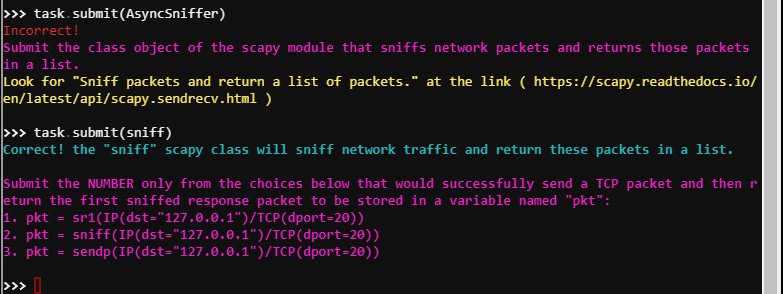 >>> task.submit(AsyncSniffer)
Incorrect!
Submit the class object of the scapy module that sniffs network packets and returns those packets
in a list.
Look for "Sniff packets and return a list of packets." at the link ( https://scapy.readthedocs.io/
en/latest/api/scapy.sendrecv.html )
>>> task.submit(sniff)
Correct! the "sniff" scapy class will sniff network traffic and return these packets in a list.
Submit the NUMBER only from the choices below that would successfully send a TCP packet and then r
eturn the first sniffed response packet to be stored in a variable named "pkt":
1. pkt = sr1(IP(dst="127.0.0.1")/TCP(dport=20))
2. pkt = sniff(IP(dst="127.0.0.1")/TCP(dport=20))
3. pkt = sendp(IP(dst="127.0.0.1")/TCP(dport=20))
>>>